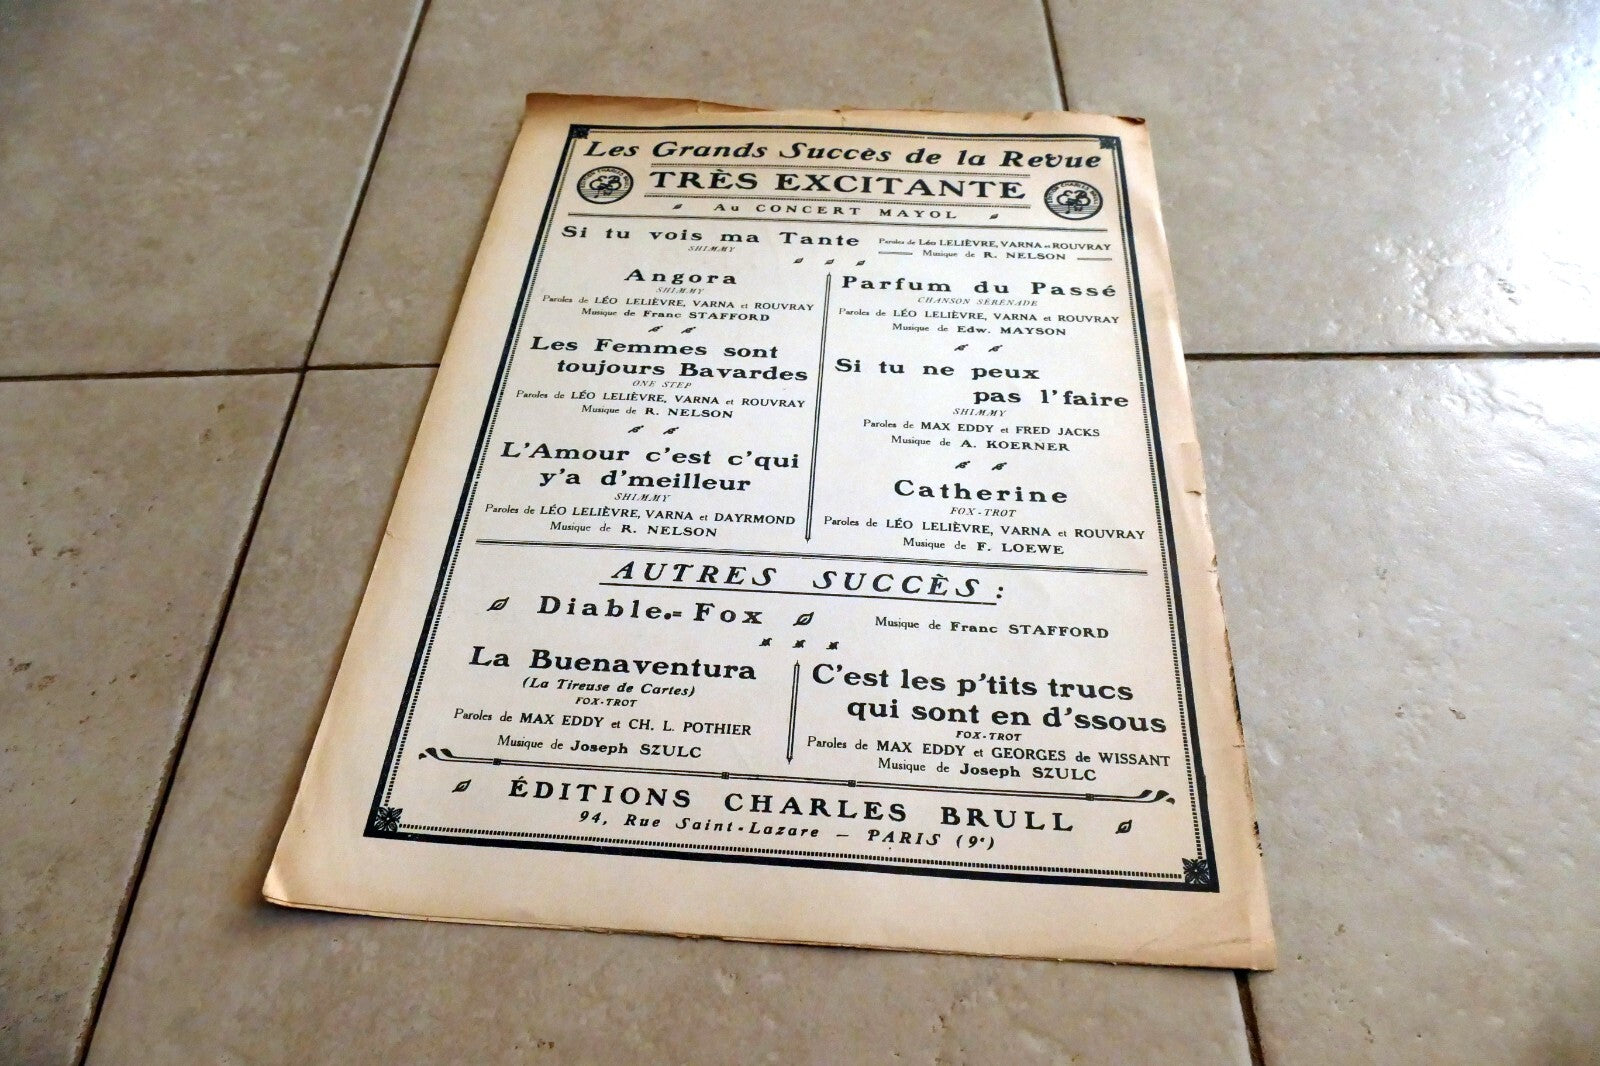 Les Grands Succès de la Revue
TRÈS EXCITANTE
Au CONCERT MAYOL
Si tu vois ma Tante
SHIMMY
Paroles de Léo LELIÈVRE, VARNA et ROUVRAY
Musique de R. NELSON
Angora
SHIMMY
Paroles de LÉO LELIÈVRE, VARNA et ROUVRAY
Musique de Franc STAFFORD
Les Femmes sont
toujours Bavardes
ONE STEP
Paroles de LÉO LELIÈVRE, VARNA et ROUVRAY
Musique de R. NELSON
L'Amour c'est c'qui
y'a d'meilleur
SHIMMY
Paroles de LÉO LELIÈVRE, VARNA et DAYRMOND
Musique de R. NELSON
Parfum du Passé
CHANSON SÉRÉNADE
Paroles de LÉO LELIÈVRE, VARNA et ROUVRAY
Musique de Edw. MAYSON
Si tu ne peux
pas l'faire
SHIMMY
Paroles de MAX EDDY et FRED JACKS
Musique de A. KOERNER
Catherine
FOX-TROT
Paroles de LÉO LELIÈVRE, VARNA et ROUVRAY
Musique de F. LOEWE
AUTRES SUCCÈS :
Diable.=Fox
Musique de Franc STAFFORD
La Buenaventura
(La Tireuse de Cartes)
FOX-TROT
Paroles de MAX EDDY et CH. L. POTHIER
Musique de Joseph SZULC
C'est les p'tits trucs
qui sont en d'ssous
FOX-TROT
Paroles de MAX EDDY et GEORGES de WISSANT
Musique de Joseph SZULC
ÉDITIONS CHARLES BRULL
94, Rue Saint-Lazare — PARIS (9e)